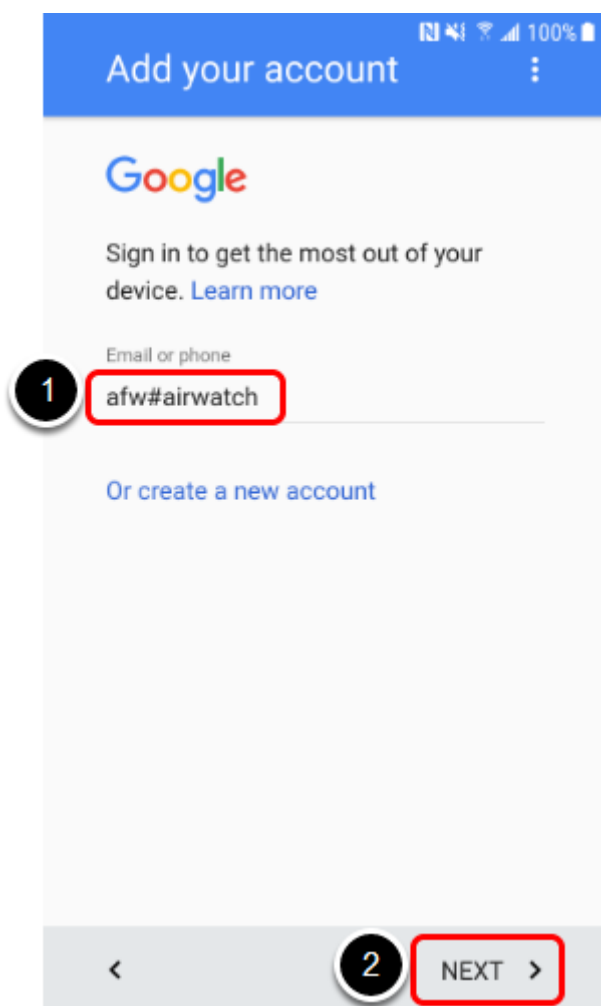 100%
Add your account
Google
Sign in to get the most out of your
device. Learn more
Email or phone
1
afw#airwatch
Or create a new account
2
NEXT